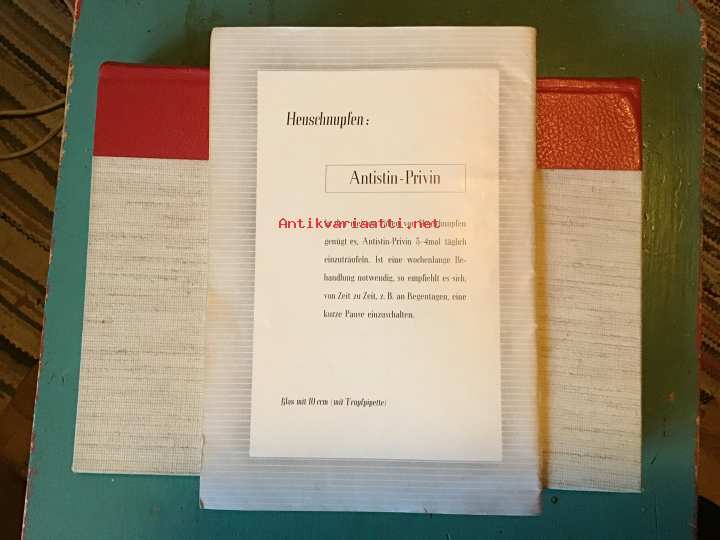 Heuschnupfen:
Antistin-Privin
Antikvariaatti.net
von Heuschnupfen
genügt es, Antistin-Privin 3-4mal täglich
einzuträufeln. Ist eine wochenlange Be-
handlung notwendig, so empfiehlt es sich,
von Zeit zu Zeit, z. B. an Regentagen, eine
kurze Pause einzuschalten.
Glas mit 10 ccm (mit Tropfpipette)